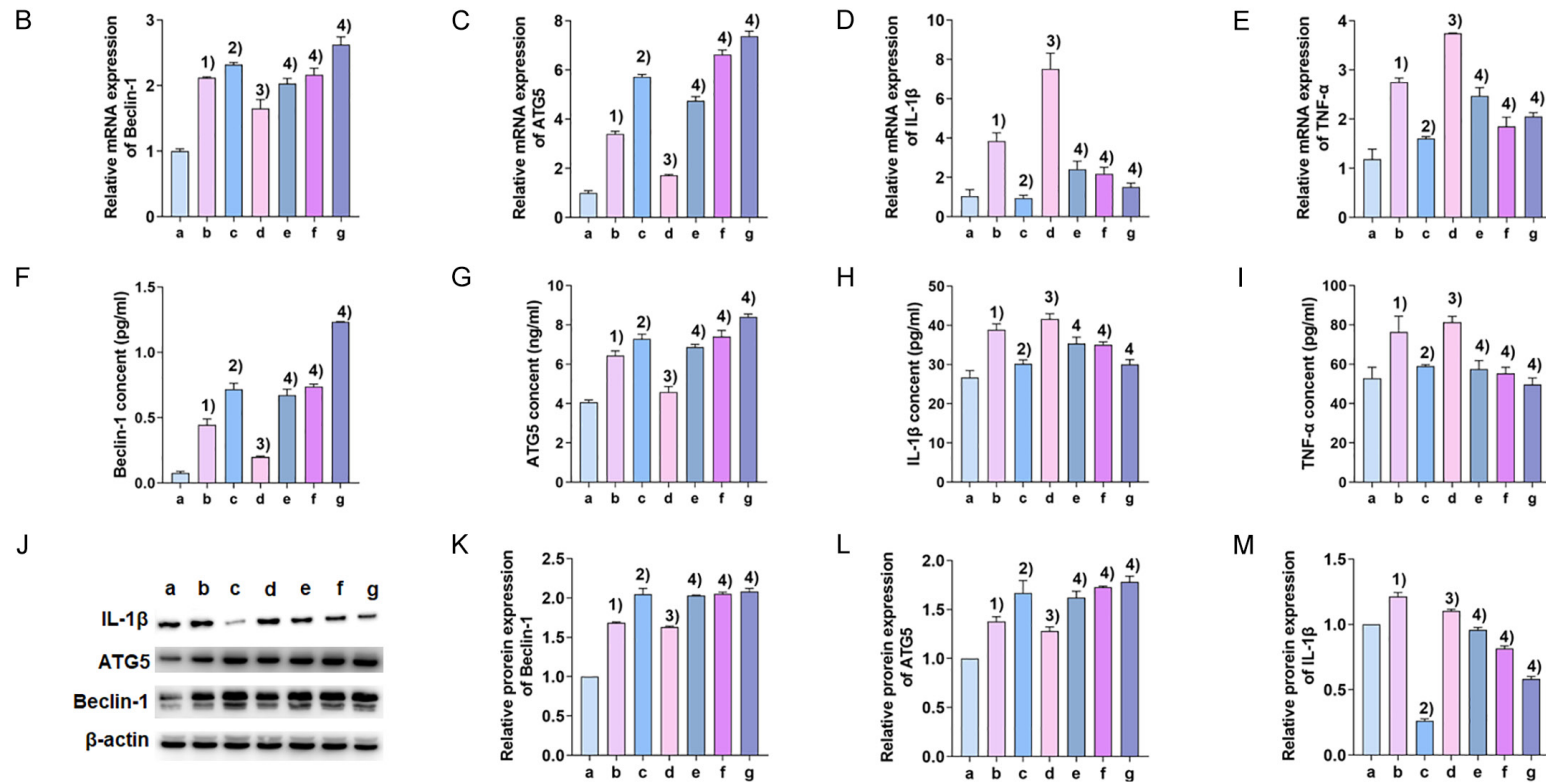 B
Relative mRNA expression
of Beclin-1
3
2
1
0
1)
2)
3)
4)
4)
4)
a b c d e f g
C
Relative mRNA expression
of ATG5
8
6
4
2
0
1)
2)
3)
4)
4)
4)
a b c d e f g
D
Relative mRNA expression
of IL-1β
10
8
6
4
2
0
1)
2)
3)
4)
4)
4)
a b c d e f g
E
Relative mRNA expression
of TNF-α
4
3
2
1
0
1)
2)
3)
4)
4)
4)
a b c d e f g
F
Beclin-1 concent (pg/ml)
1.5
1.0
0.5
0.0
1)
2)
3)
4)
4)
4)
a b c d e f g
G
ATG5 concent (ng/ml)
10
8
6
4
2
0
1)
2)
3)
4)
4)
4)
a b c d e f g
H
IL-1β concent (pg/ml)
50
40
30
20
10
0
1)
2)
3)
4
4)
4
a b c d e f g
I
TNF-α concent (pg/ml)
100
80
60
40
20
0
1)
2)
3)
4)
4)
4)
a b c d e f g
J
a b c d e f g
IL-1β
ATG5
Beclin-1
β-actin
K
Relative prorein expression
of Beclin-1
2.5
2.0
1.5
1.0
0.5
0.0
1)
2)
3)
4)
4)
4)
a b c d e f g
L
Relative prorein expression
of ATG5
2.0
1.5
1.0
0.5
0.0
1)
2)
3)
4)
4)
4)
a b c d e f g
M
Relative prorein expression
of IL-1β
1.5
1.0
0.5
0.0
1)
2)
3)
4)
4)
4)
a b c d e f g